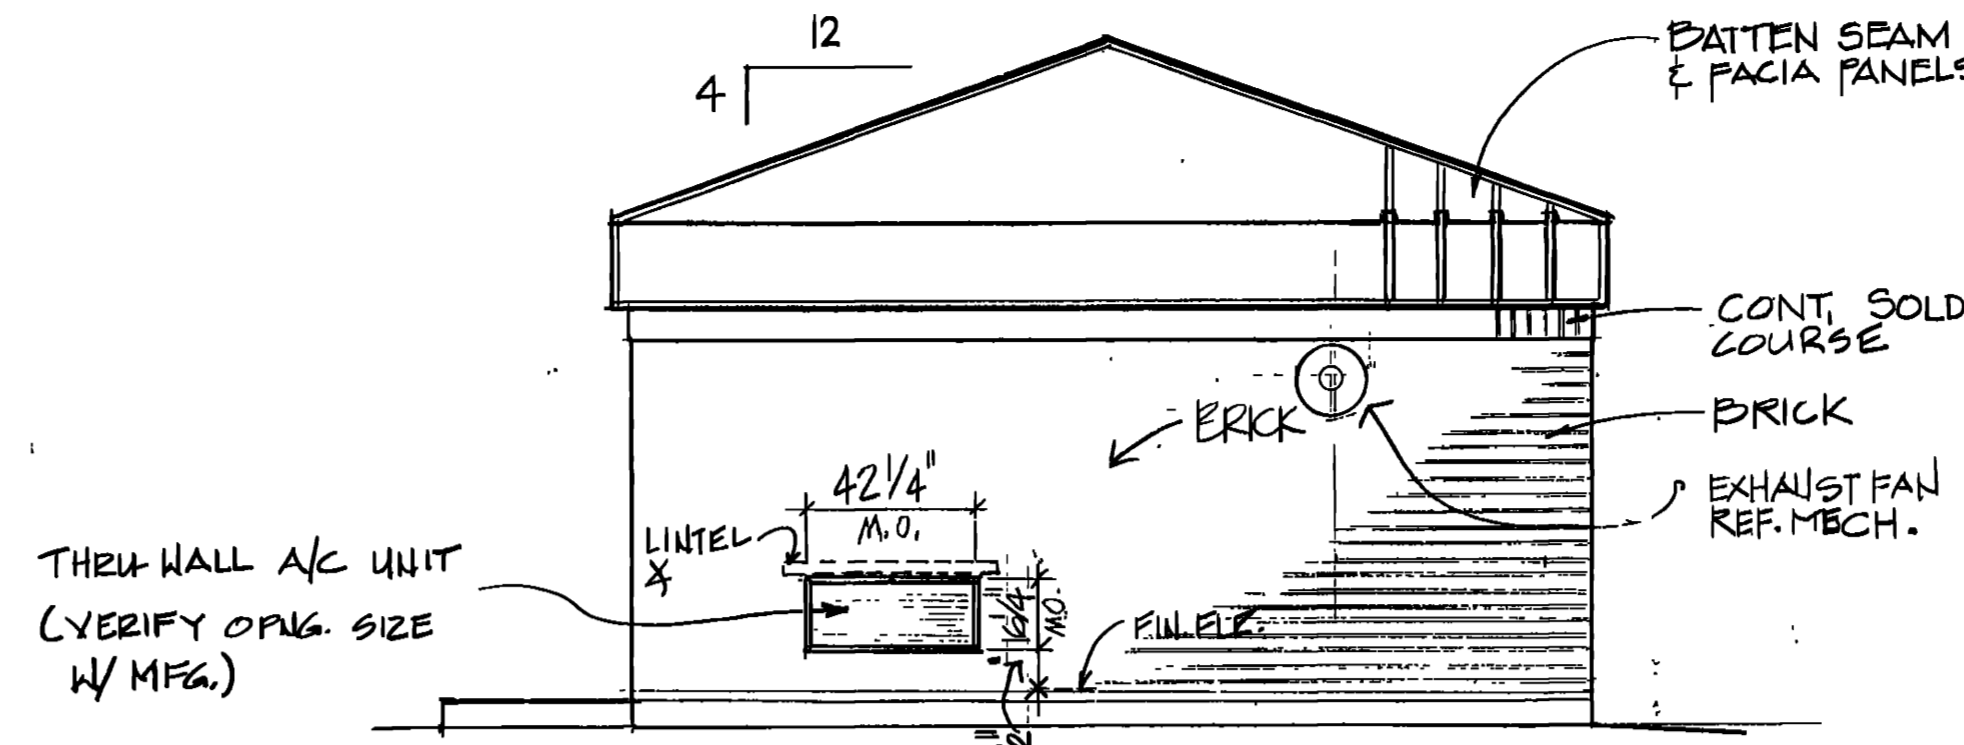 12
4
BATTEN SEAM
& FACIA PANELS
CONT. SOLD
COURSE
BRICK
BRICK
EXHAUST FAN
REF. MECH.
42 1/4"
M.O.
LINTEL
THRU WALL A/C UNIT
(VERIFY OPNG. SIZE
W/ MFG.)
16 1/4"
M.O.
FIN. FLR.